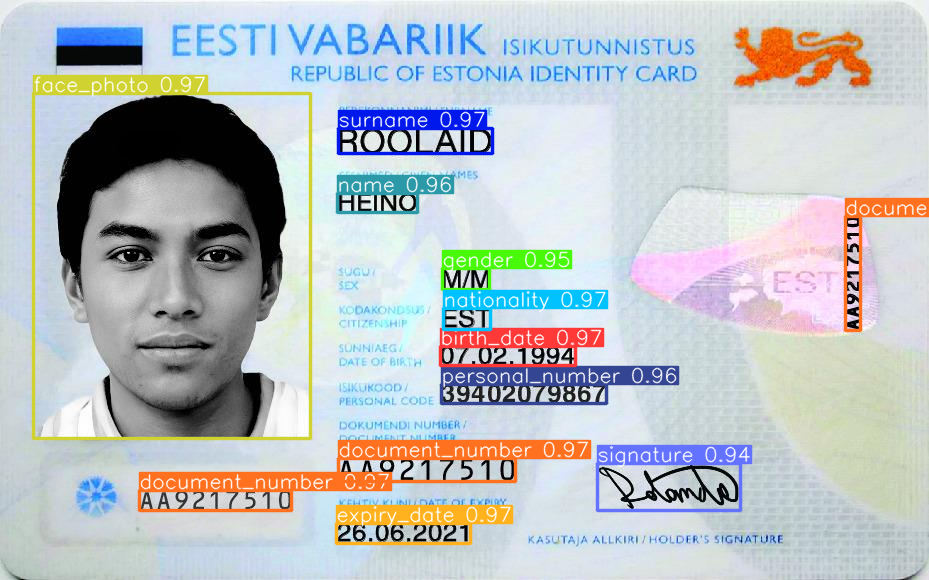 EESTI VABARIIK ISIKUTUNNISTUS
REPUBLIC OF ESTONIA IDENTITY CARD
face_photo 0.97
surname 0.97
ROOLAID
name 0.96
HEINO
gender 0.95
SUGU /
SEX
M/M
nationality 0.97
KODAKONDSUS /
CITIZENSHIP
EST
birth_date 0.97
SÜNNIAEG /
DATE OF BIRTH
07.02.1994
personal_number 0.96
ISIKUKOOD /
PERSONAL CODE
39402079867
DOKUMENDI NUMBER /
DOCUMENT NUMBER
document_number 0.97
AA9217510
document_number 0.97
AA9217510
KEHTIV KUNI / DATE OF EXPIRY
expiry_date 0.97
26.06.2021
signature 0.94
KASUTAJA ALLKIRI / HOLDER'S SIGNATURE
docume
AA9217510
EST